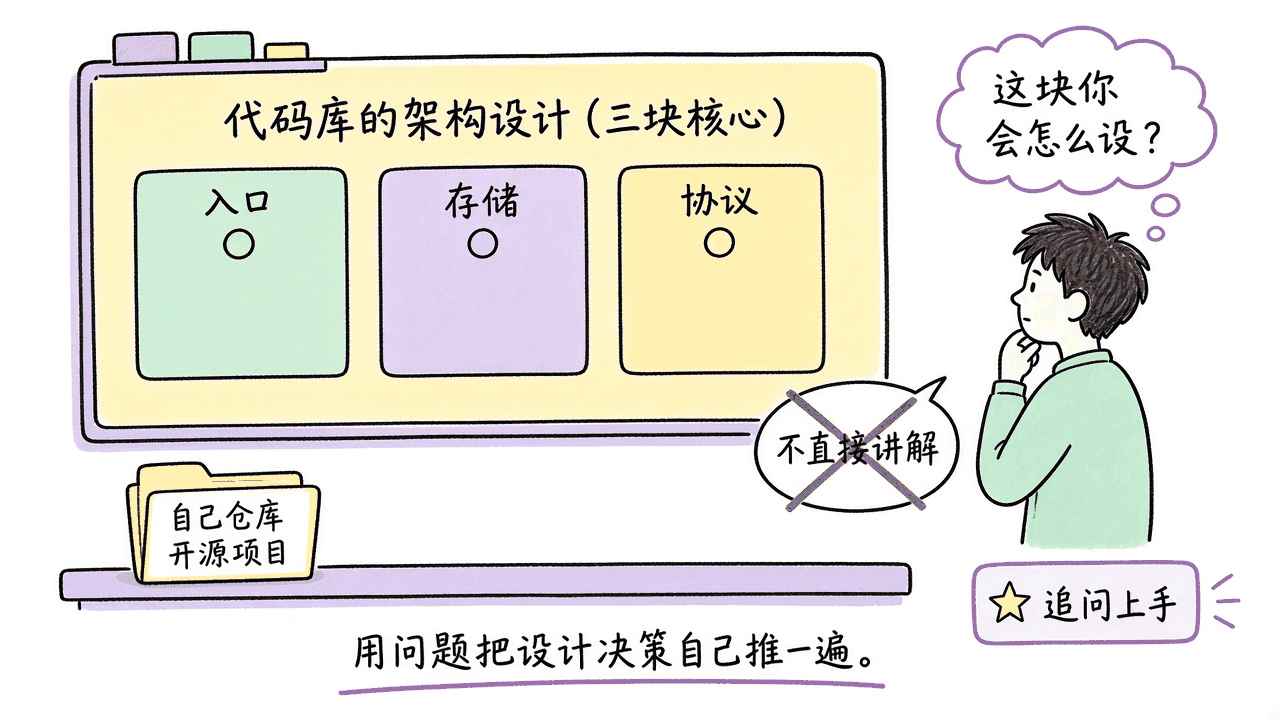 代码库的架构设计（三块核心）
入口
存储
协议
这块你
会怎么设？
不直接讲解
自己仓库
开源项目
追问上手
用问题把设计决策自己推一遍。